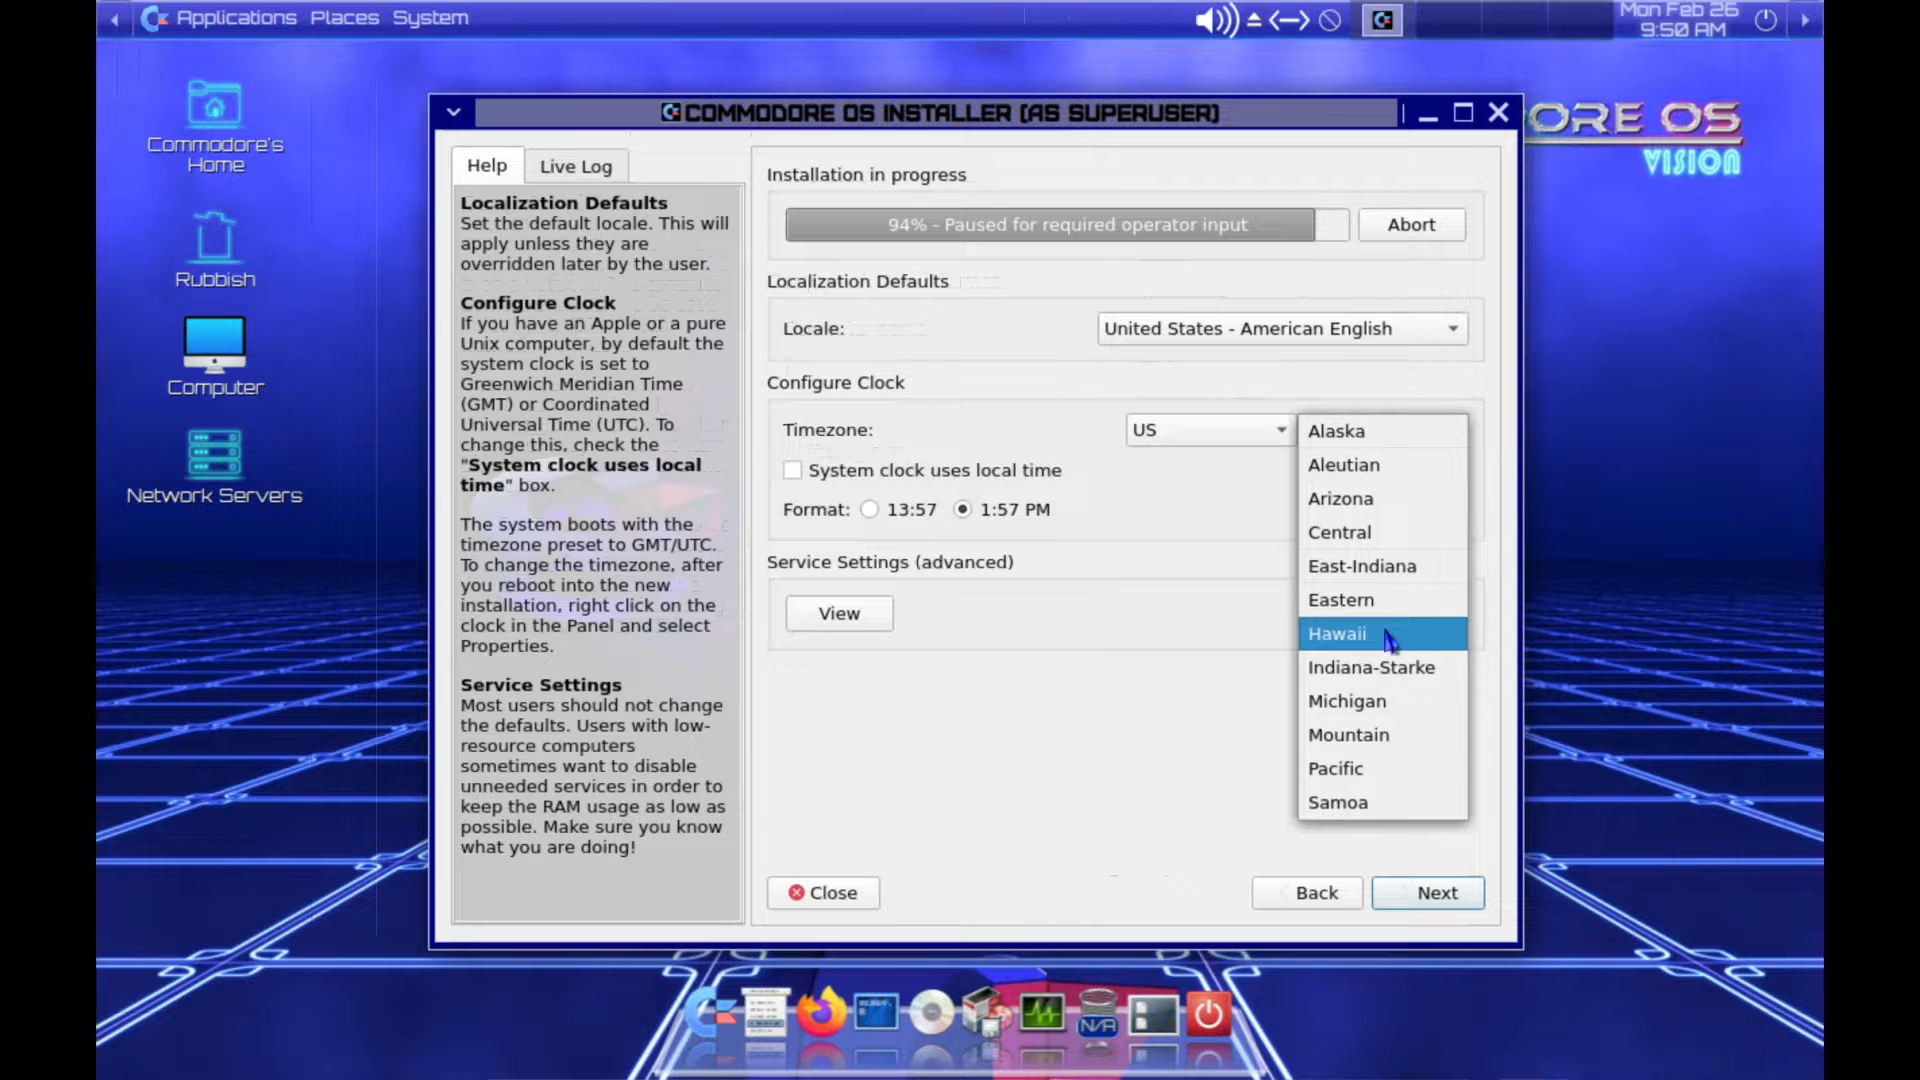 Applications Places System
Mon Feb 26
9:50 AM
Commodore's
Home
Rubbish
Computer
Network Servers
ORE OS
VISION
COMMODORE OS INSTALLER (AS SUPERUSER)
Help
Live Log
Localization Defaults
Set the default locale. This will
apply unless they are
overridden later by the user.
Configure Clock
If you have an Apple or a pure
Unix computer, by default the
system clock is set to
Greenwich Meridian Time
(GMT) or Coordinated
Universal Time (UTC). To
change this, check the
"System clock uses local
time" box.
The system boots with the
timezone preset to GMT/UTC.
To change the timezone, after
you reboot into the new
installation, right click on the
clock in the Panel and select
Properties.
Service Settings
Most users should not change
the defaults. Users with low-
resource computers
sometimes want to disable
unneeded services in order to
keep the RAM usage as low as
possible. Make sure you know
what you are doing!
Installation in progress
94% - Paused for required operator input
Abort
Localization Defaults
Locale:
United States - American English
Configure Clock
Timezone:
US
Alaska
Aleutian
Arizona
Central
East-Indiana
Eastern
Hawaii
Indiana-Starke
Michigan
Mountain
Pacific
Samoa
System clock uses local time
Format:
13:57
1:57 PM
Service Settings (advanced)
View
Close
Back
Next
N/A